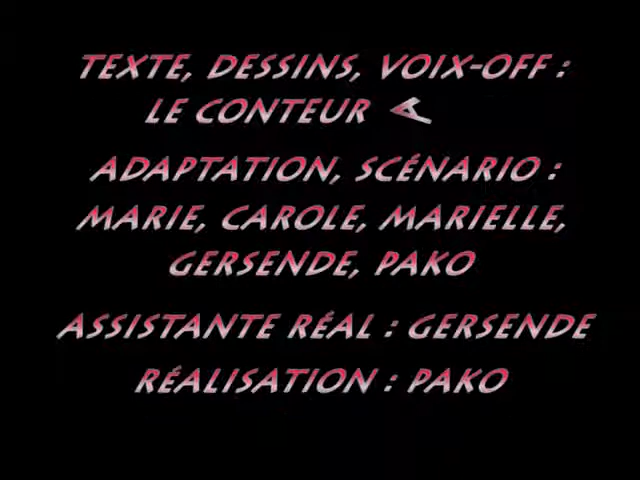 TEXTE, DESSINS, VOIX-OFF :
LE CONTEUR
ADAPTATION, SCÉNARIO :
MARIE, CAROLE, MARIELLE,
GERSENDE, PAKO
ASSISTANTE RÉAL : GERSENDE
RÉALISATION : PAKO